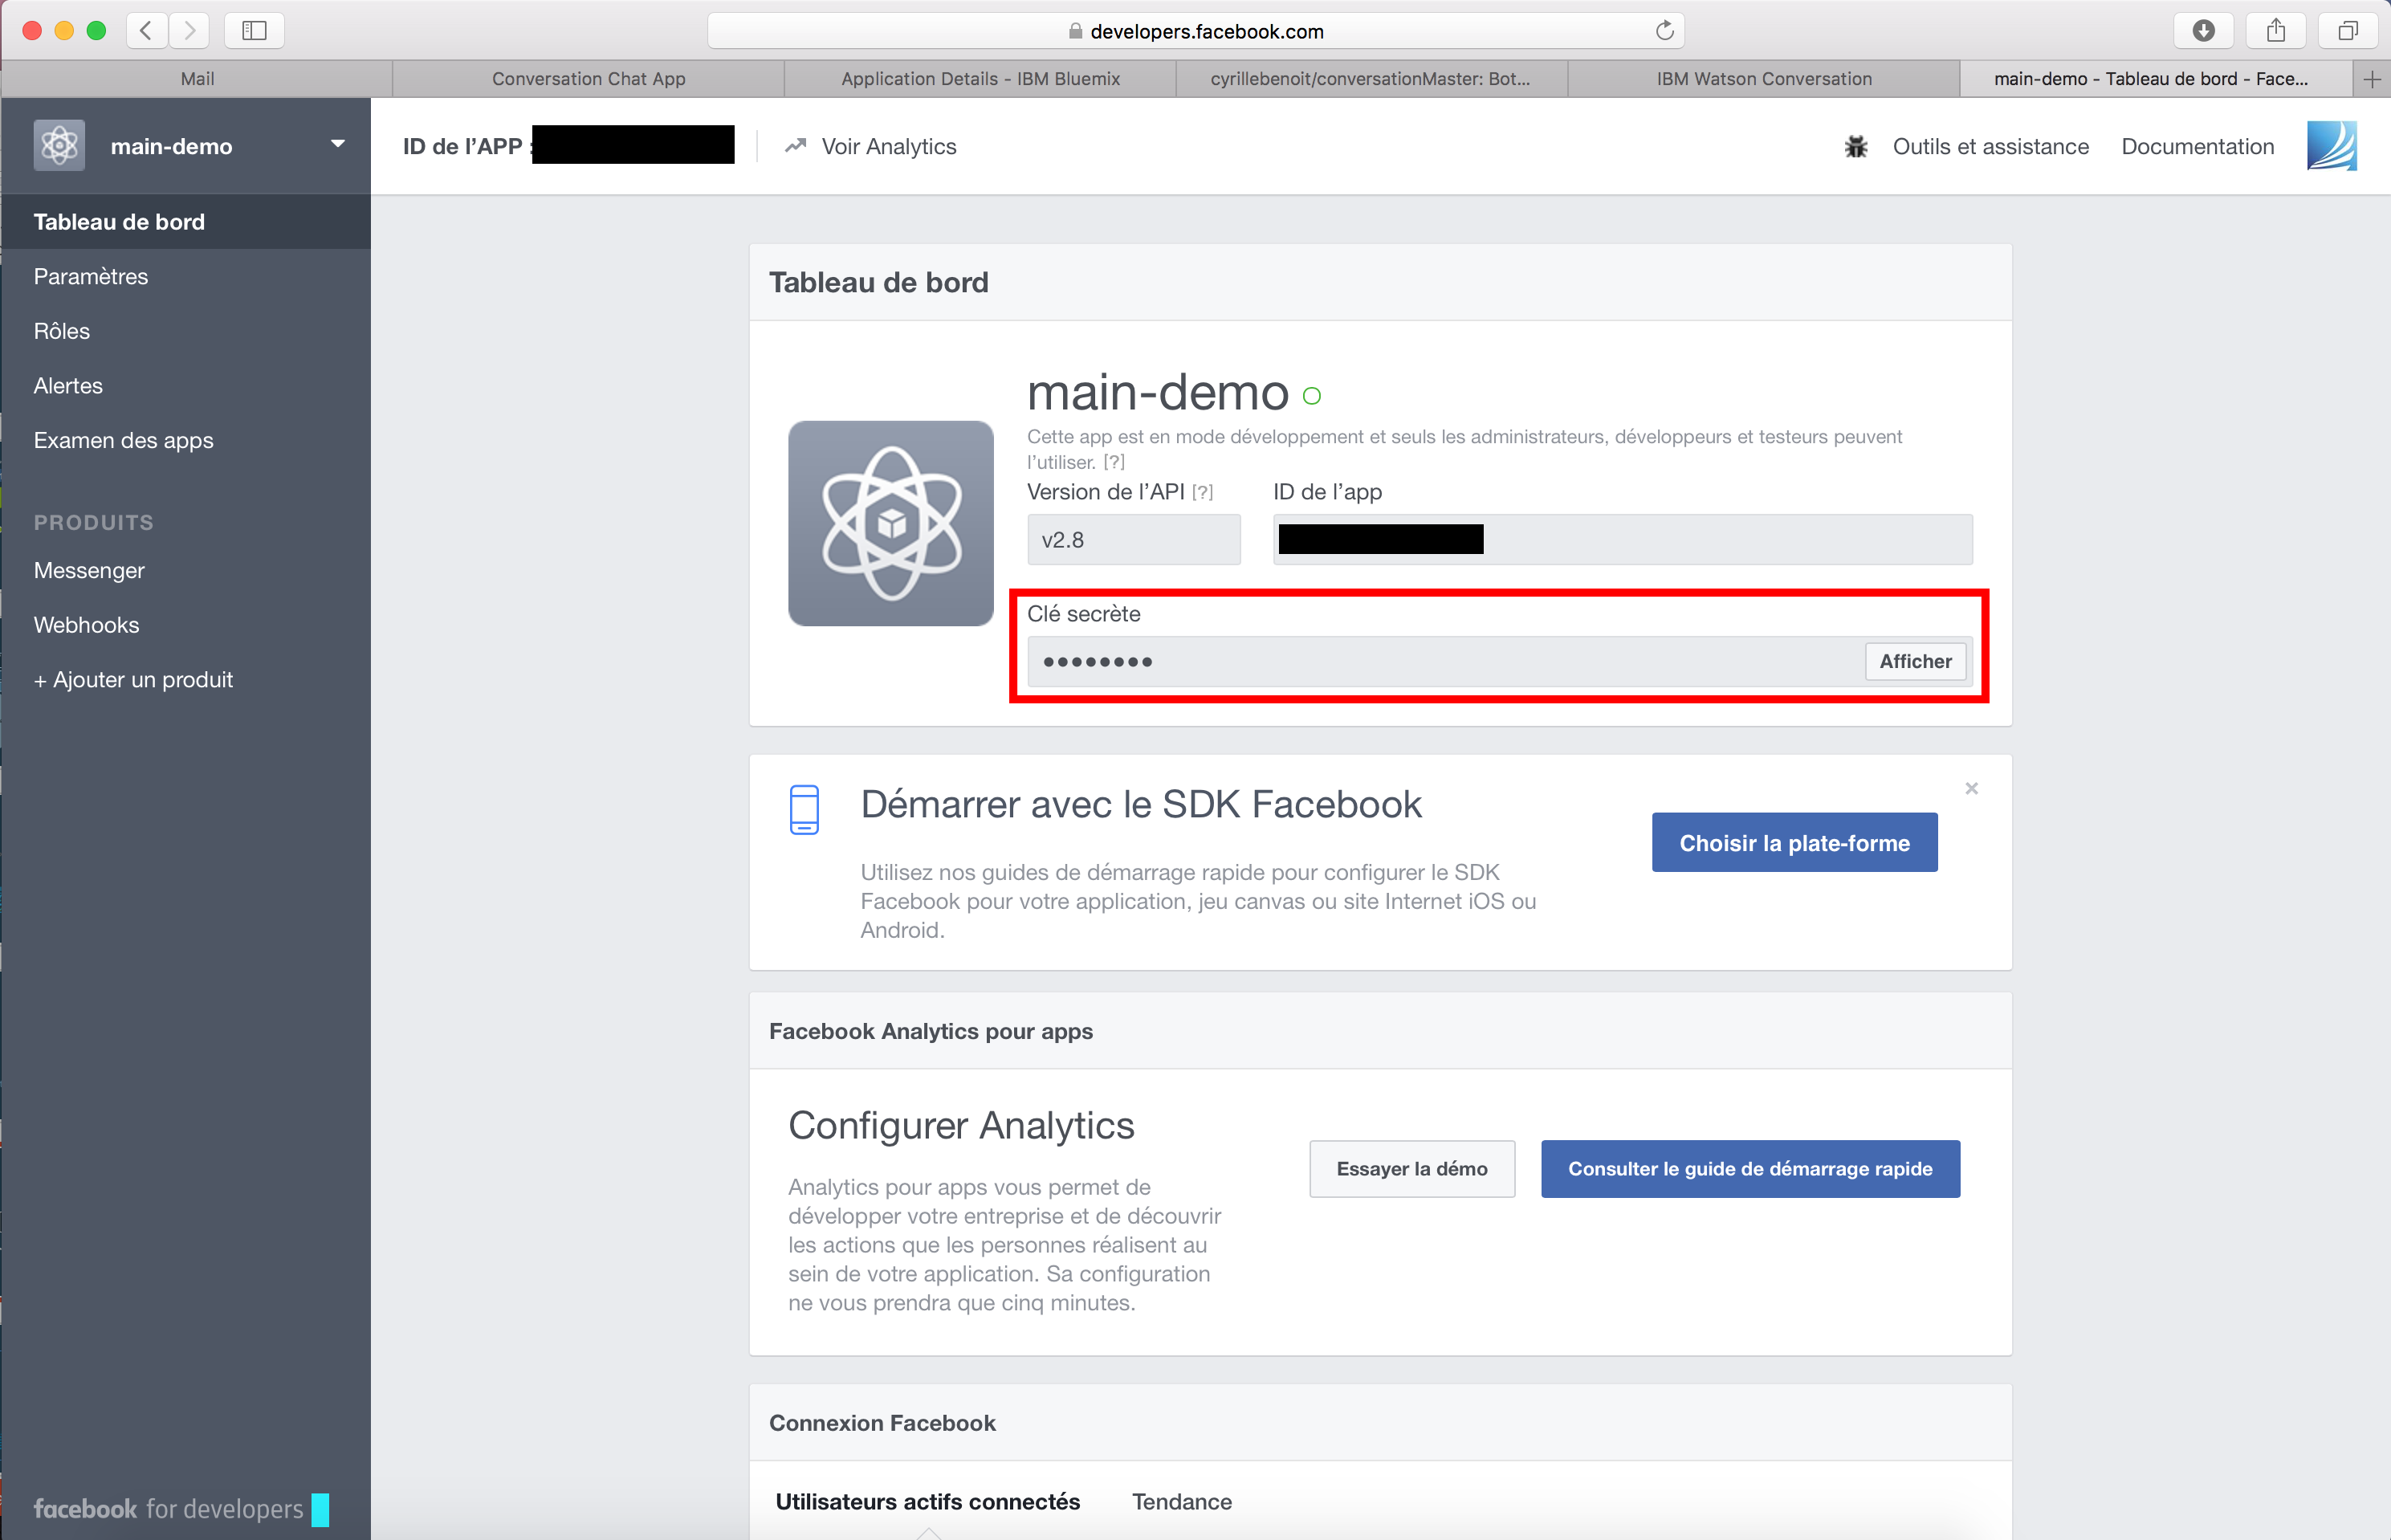 developers.facebook.com
Mail
Conversation Chat App
Application Details - IBM Bluemix
cyrillebenoit/conversationMaster: Bot...
IBM Watson Conversation
main-demo - Tableau de bord - Face...
main-demo
ID de l’APP :
Voir Analytics
Outils et assistance
Documentation
Tableau de bord
Paramètres
Rôles
Alertes
Examen des apps
PRODUITS
Messenger
Webhooks
+ Ajouter un produit
facebook for developers
Tableau de bord
main-demo
Cette app est en mode développement et seuls les administrateurs, développeurs et testeurs peuvent
l’utiliser. [?]
Version de l’API [?]
ID de l’app
v2.8
Clé secrète
••••••••
Afficher
Démarrer avec le SDK Facebook
Utilisez nos guides de démarrage rapide pour configurer le SDK
Facebook pour votre application, jeu canvas ou site Internet iOS ou
Android.
Choisir la plate-forme
Facebook Analytics pour apps
Configurer Analytics
Analytics pour apps vous permet de
développer votre entreprise et de découvrir
les actions que les personnes réalisent au
sein de votre application. Sa configuration
ne vous prendra que cinq minutes.
Essayer la démo
Consulter le guide de démarrage rapide
Connexion Facebook
Utilisateurs actifs connectés
Tendance